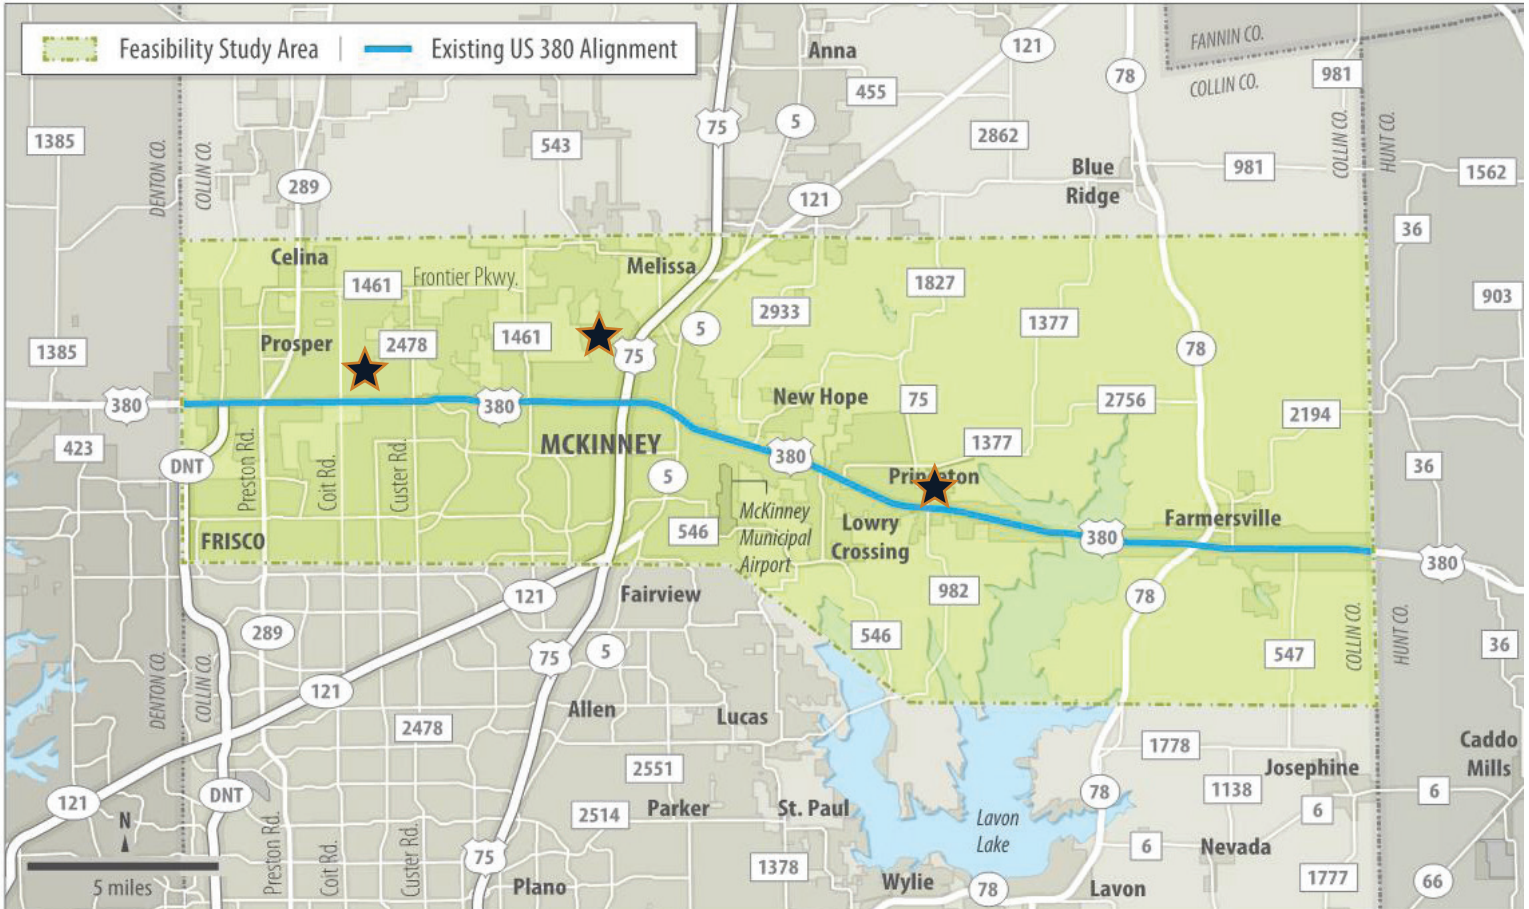 Feasibility Study Area | Existing US 380 Alignment
Anna
121
78
FANNIN CO.
COLLIN CO.
981
455
1385
75
5
2862
543
DENTON CO.
COLLIN CO.
289
121
Blue
Ridge
981
COLLIN CO.
HUNT CO.
1562
36
Celina
1461
Frontier Pkwy.
Melissa
1827
903
2933
1377
Prosper
2478
1461
5
75
78
1385
380
380
New Hope
75
2756
2194
423
MCKINNEY
1377
380
DNT
Preston Rd.
Coit Rd.
Custer Rd.
5
Princeton
36
McKinney
Municipal
Airport
546
Lowry
Crossing
Farmersville
380
FRISCO
380
121
Fairview
982
78
289
75
5
546
547
COLLIN CO.
HUNT CO.
36
DENTON CO.
COLLIN CO.
121
Allen
Lucas
2478
1778
Caddo
Mills
2551
Josephine
121
DNT
78
1138
6
6
N
Preston Rd.
Coit Rd.
Custer Rd.
2514
Parker
St. Paul
Lavon
Lake
6
Nevada
5 miles
75
Plano
1378
Wylie
78
Lavon
1777
66